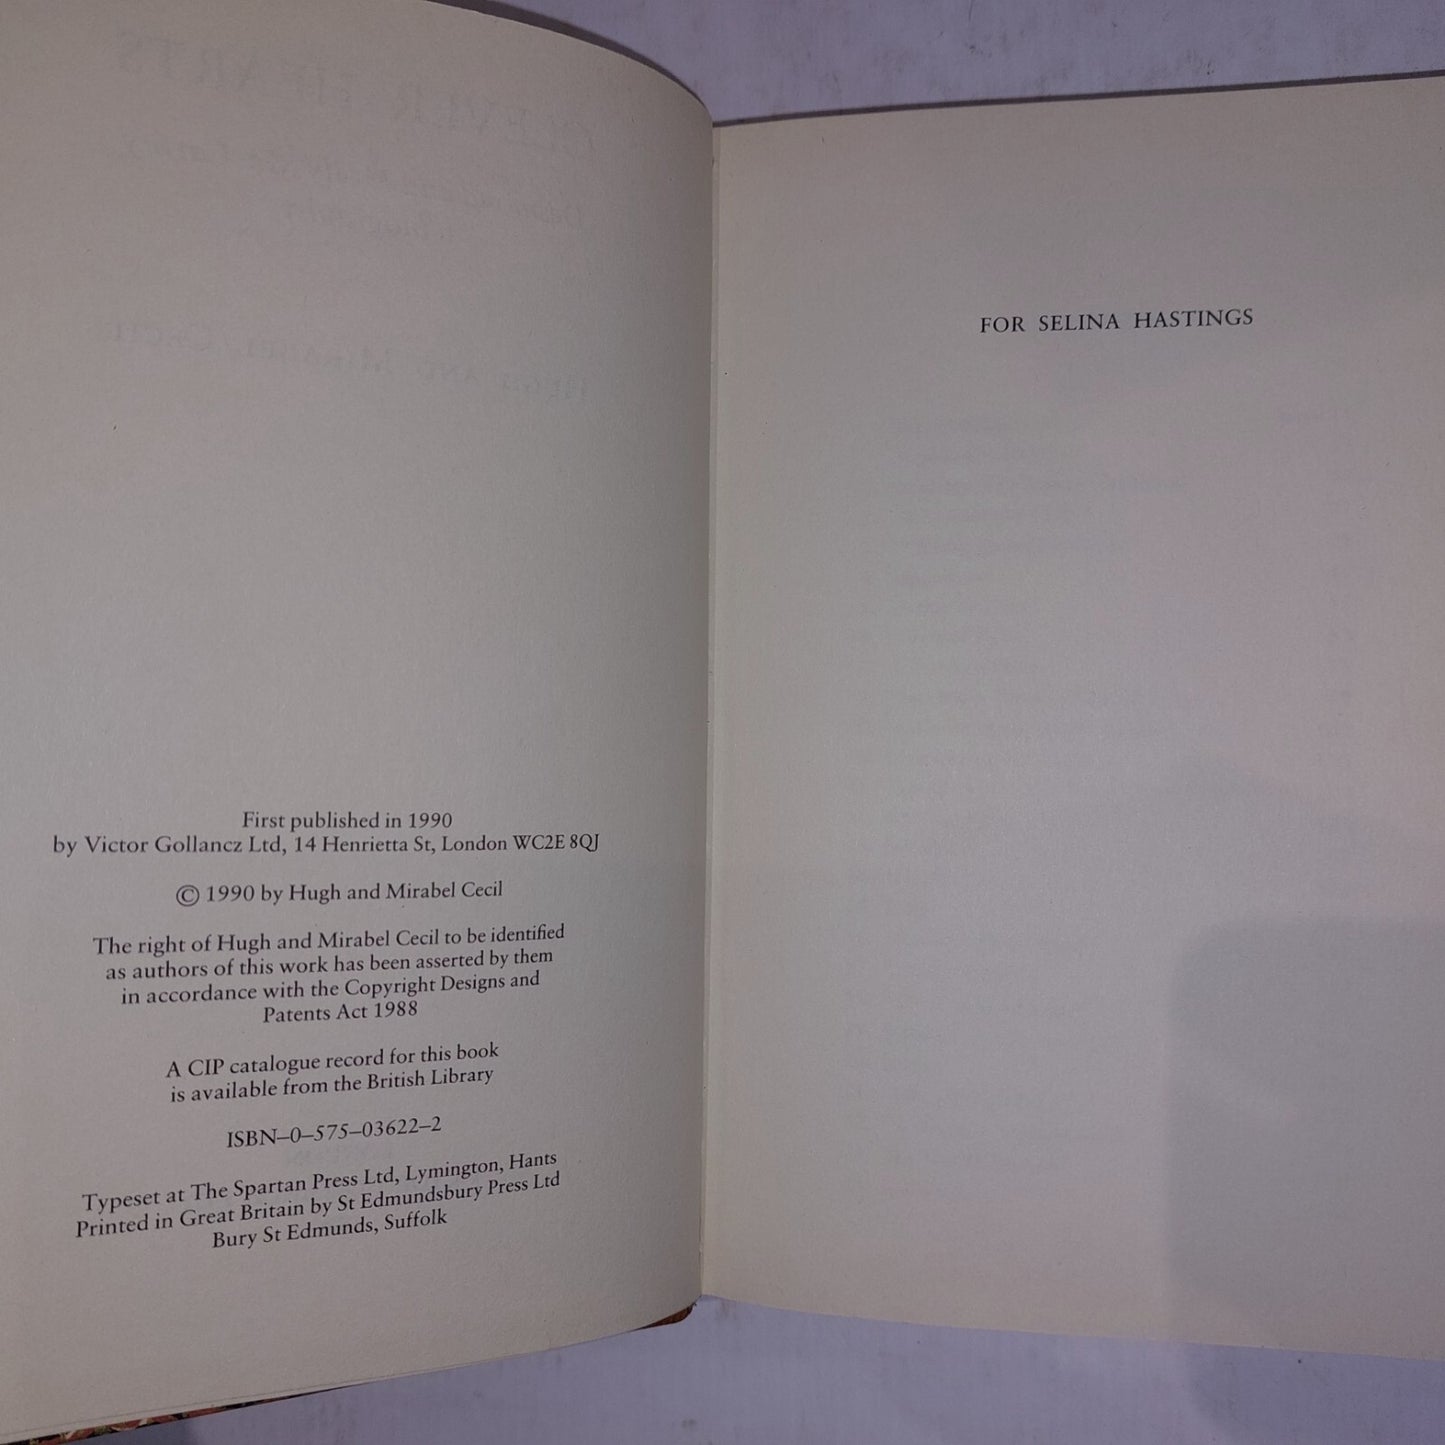 First published in 1990
by Victor Gollancz Ltd, 14 Henrietta St, London WC2E 8QJ
© 1990 by Hugh and Mirabel Cecil
The right of Hugh and Mirabel Cecil to be identified
as authors of this work has been asserted by them
in accordance with the Copyright Designs and
Patents Act 1988
A CIP catalogue record for this book
is available from the British Library
ISBN–0–575–03622–2
Typeset at The Spartan Press Ltd, Lymington, Hants
Printed in Great Britain by St Edmundsbury Press Ltd
Bury St Edmunds, Suffolk
FOR SELINA HASTINGS